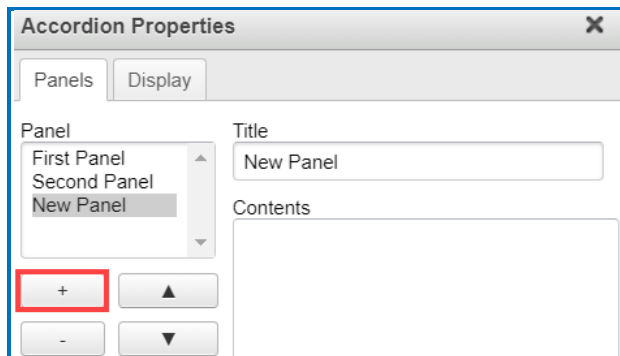 Accordion Properties
Panels
Display
Panel
First Panel
Second Panel
New Panel
Title
New Panel
Contents
+
-